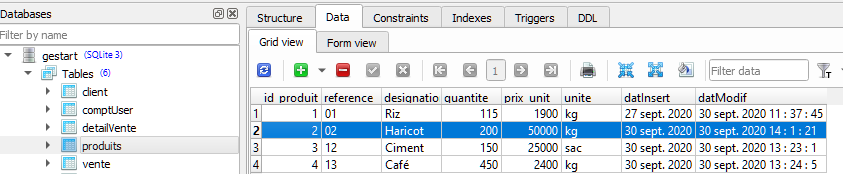 Databases
Filter by name
gestart (SQLite 3)
Tables (6)
client
comptUser
detailVente
produits
vente
Structure Data Constraints Indexes Triggers DDL
Grid view Form view
1 Filter data
id_produit reference designatio quantite prix_unit unite datInsert datModif
1 1 01 Riz 115 1900 kg 27 sept. 2020 30 sept. 2020 11 : 37 : 45
2 2 02 Haricot 200 50000 kg 30 sept. 2020 30 sept. 2020 14 : 1 : 21
3 3 12 Ciment 150 25000 sac 30 sept. 2020 30 sept. 2020 13 : 23 : 1
4 4 13 Café 450 2400 kg 30 sept. 2020 30 sept. 2020 13 : 24 : 5